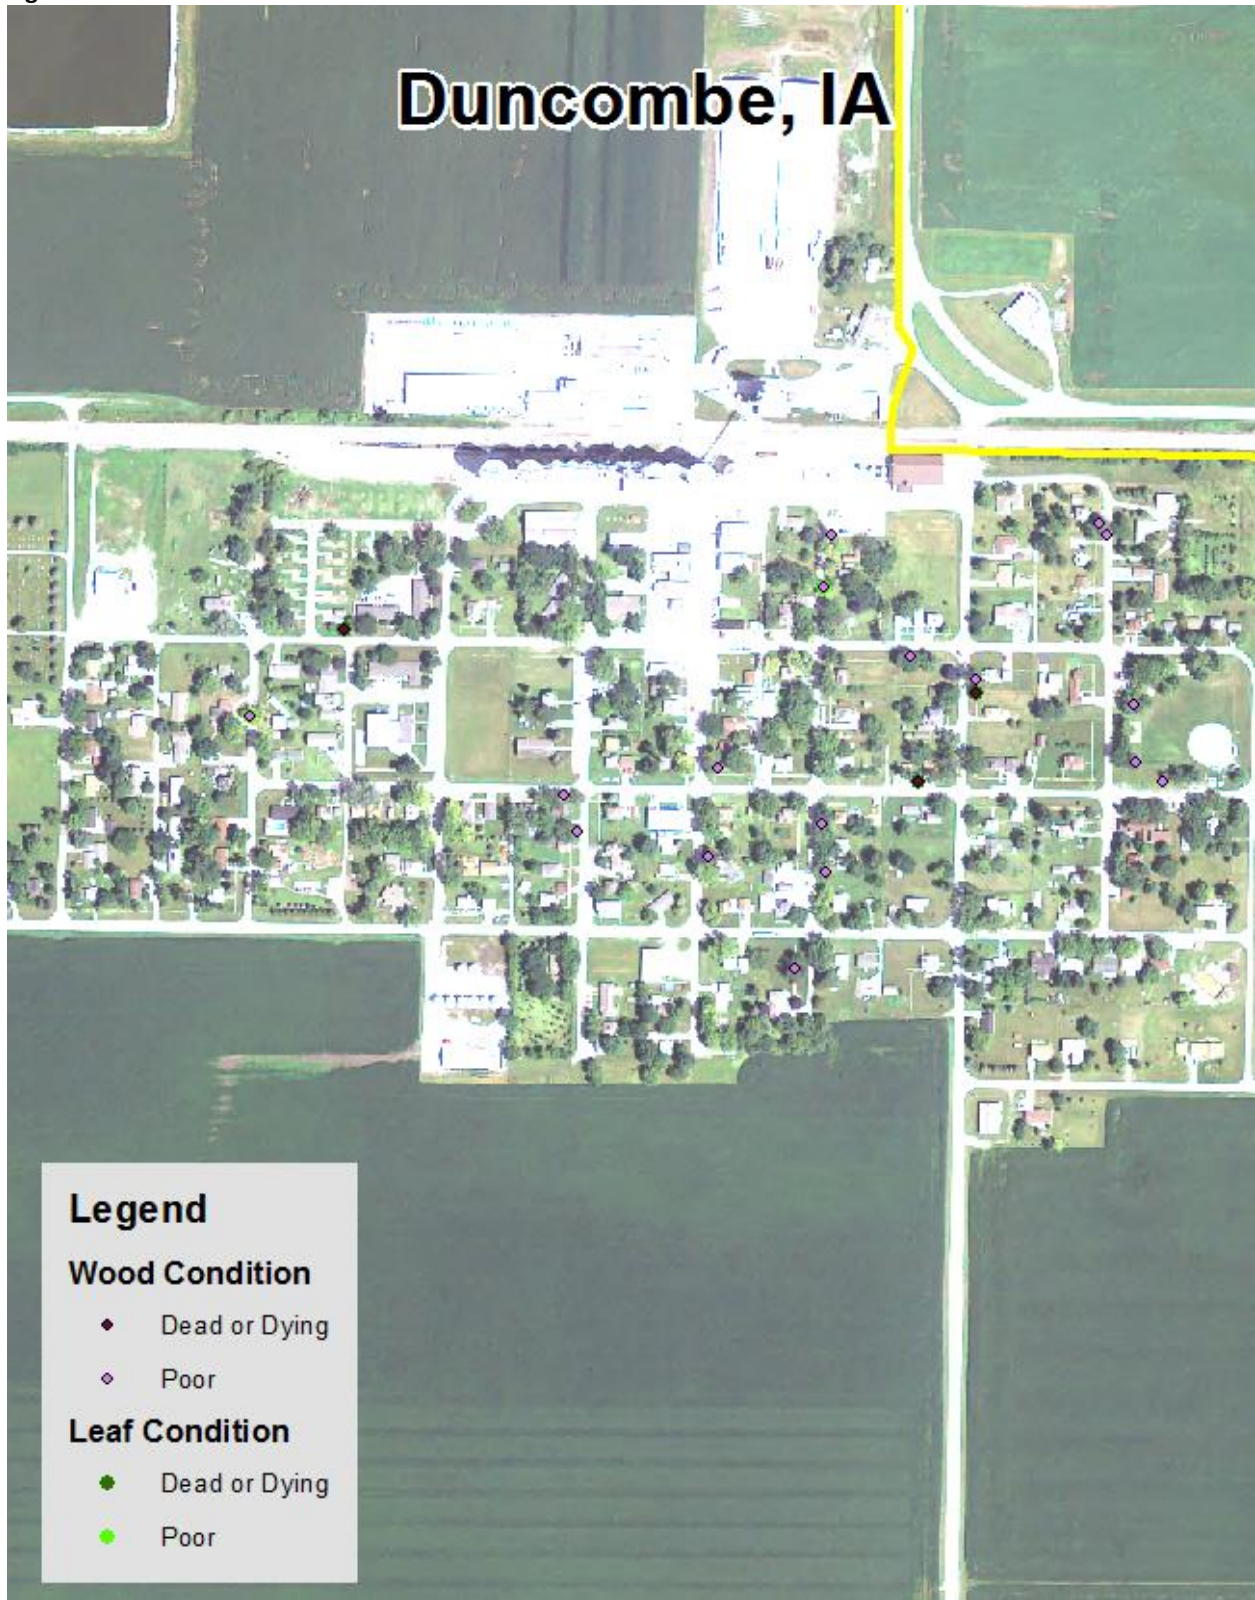 Duncombe, IA
Legend
Wood Condition
Dead or Dying
Poor
Leaf Condition
Dead or Dying
Poor